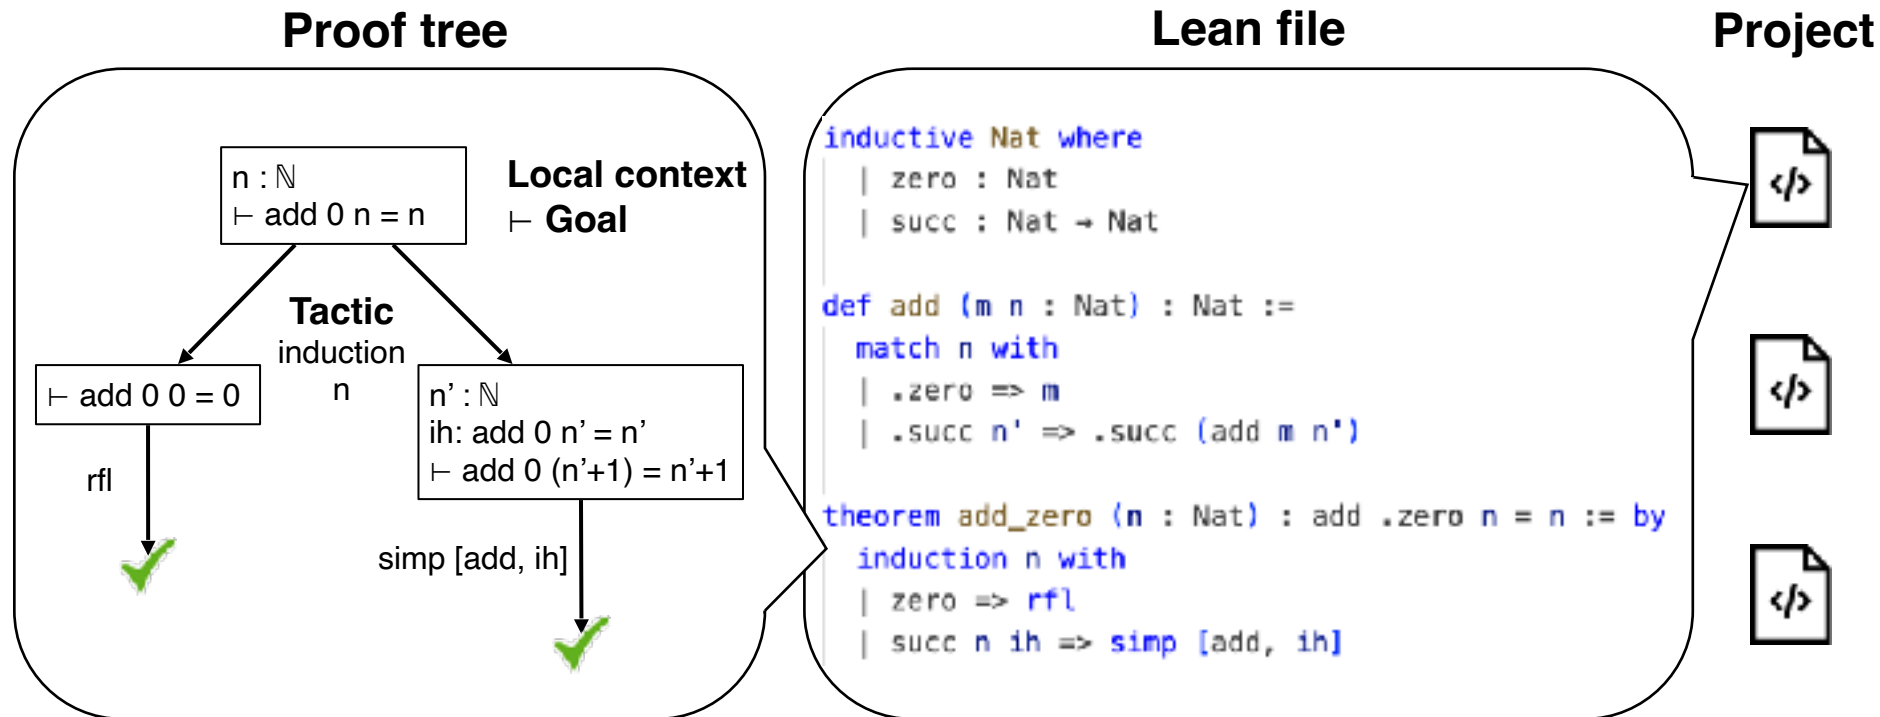 Proof tree
Lean file
Project
n : ℕ
⊢ add 0 n = n
Local context
⊢ Goal
Tactic
induction
n
⊢ add 0 0 = 0
n’ : ℕ
ih: add 0 n’ = n’
⊢ add 0 (n’+1) = n’+1
rfl
simp [add, ih]
inductive Nat where
| zero : Nat
| succ : Nat → Nat
def add (m n : Nat) : Nat :=
match n with
| .zero => m
| .succ n' => .succ (add m n')
theorem add_zero (n : Nat) : add .zero n = n := by
induction n with
| zero => rfl
| succ n ih => simp [add, ih]
</>
</>
</>